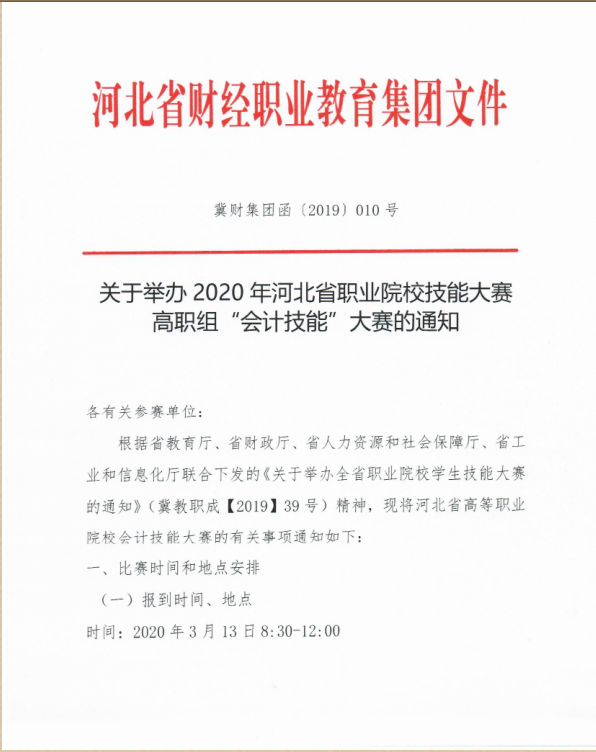 河北省财经职业教育集团文件
冀财集团函〔2019〕010 号
关于举办 2020 年河北省职业院校技能大赛
高职组“会计技能”大赛的通知
各有关参赛单位：
根据省教育厅、省财政厅、省人力资源和社会保障厅、省工
业和信息化厅联合下发的《关于举办全省职业院校学生技能大赛
的通知》（冀教职成【2019】39 号）精神，现将河北省高等职业
院校会计技能大赛的有关事项通知如下：
一、比赛时间和地点安排
（一）报到时间、地点
时间：2020 年 3 月 13 日 8:30-12:00